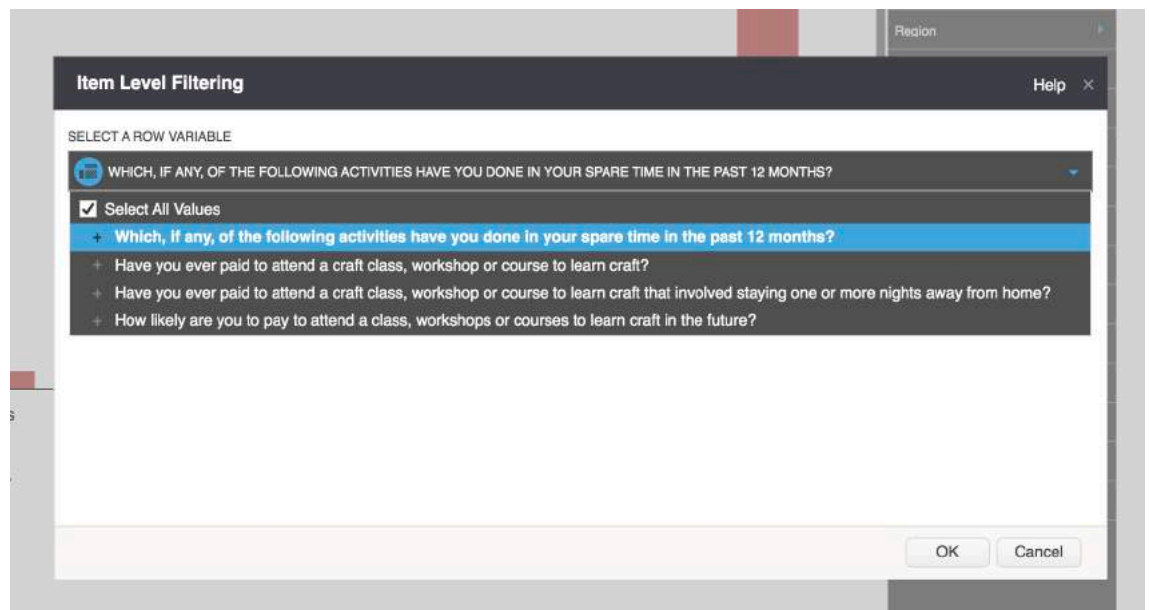 Region
Item Level Filtering
Help ×
SELECT A ROW VARIABLE
WHICH, IF ANY, OF THE FOLLOWING ACTIVITIES HAVE YOU DONE IN YOUR SPARE TIME IN THE PAST 12 MONTHS?
Select All Values
+ Which, if any, of the following activities have you done in your spare time in the past 12 months?
+ Have you ever paid to attend a craft class, workshop or course to learn craft?
+ Have you ever paid to attend a craft class, workshop or course to learn craft that involved staying one or more nights away from home?
+ How likely are you to pay to attend a class, workshops or courses to learn craft in the future?
OK Cancel